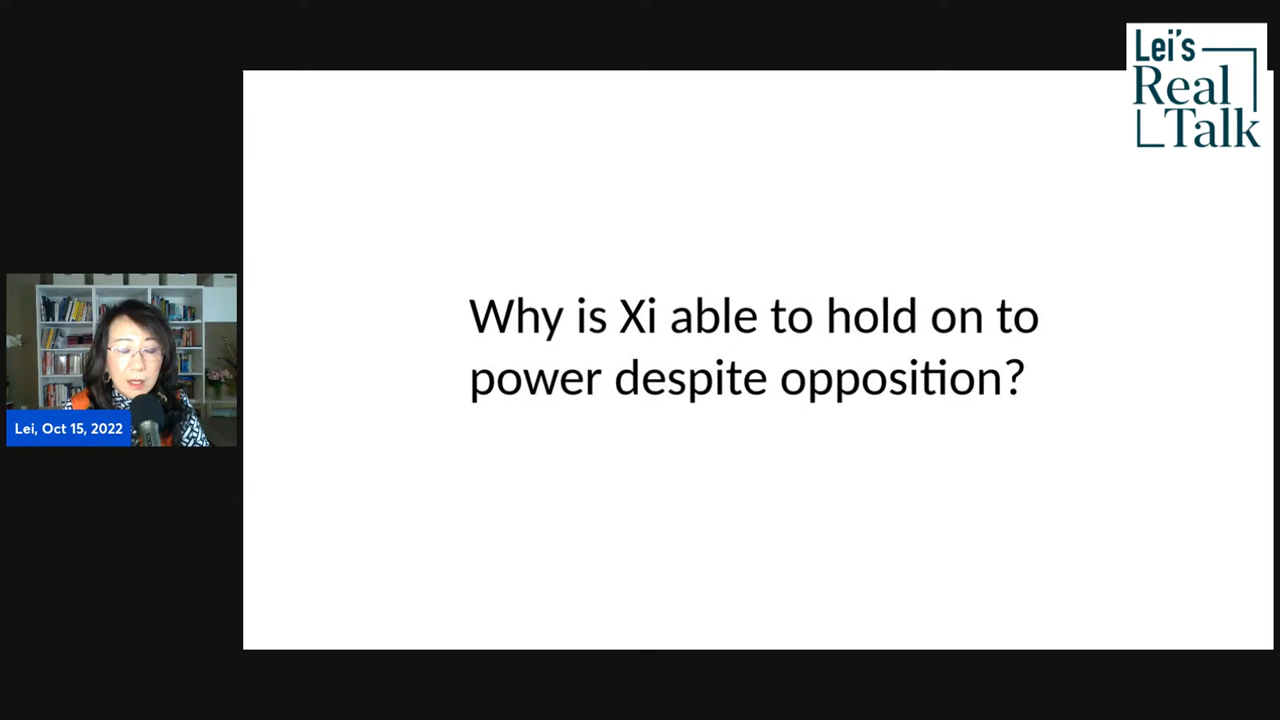 Lei's
Real
Talk
Why is Xi able to hold on to
power despite opposition?
Lei, Oct 15, 2022